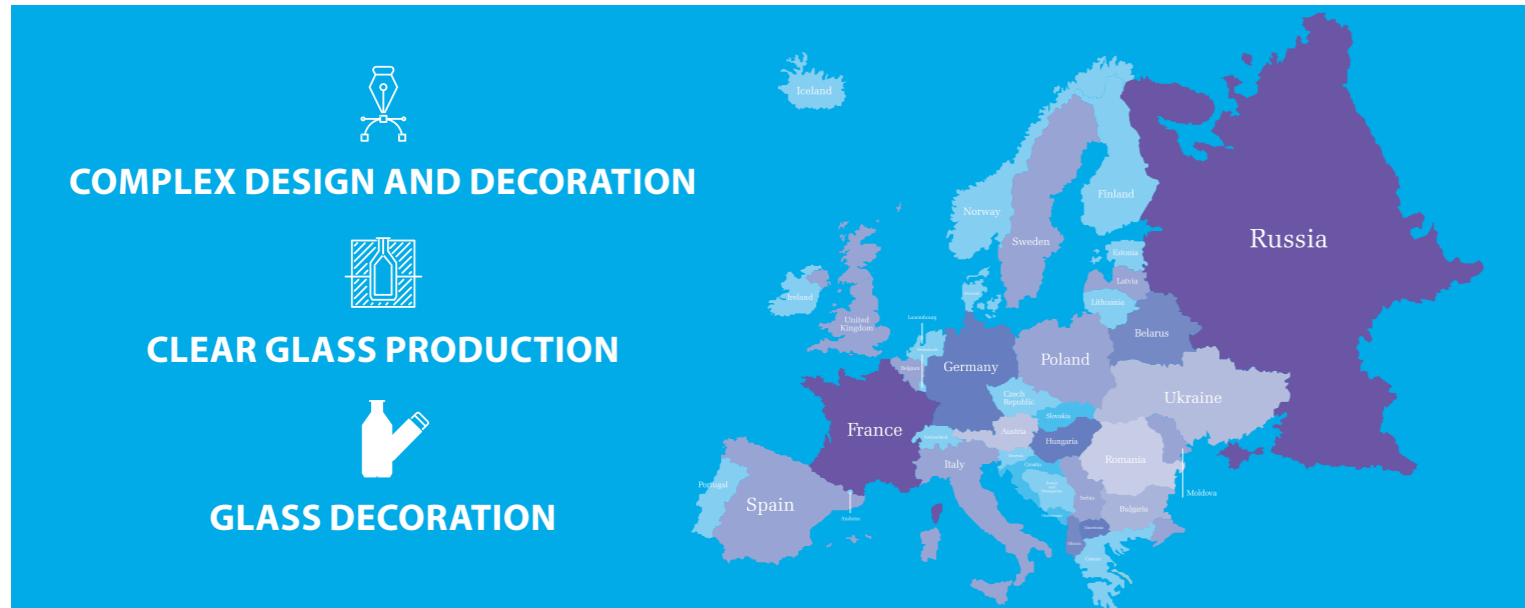 COMPLEX DESIGN AND DECORATION
CLEAR GLASS PRODUCTION
GLASS DECORATION
Iceland
Norway
Sweden
Finland
Russia
Estonia
Latvia
Lithuania
Ireland
United
Kingdom
Luxembourg
Belgium
Germany
Poland
Belarus
Czech
Republic
Slovakia
Ukraine
France
Switzerland
Austria
Hungaria
Italy
Croatia
Romania
Moldova
Portugal
Spain
Andorra
Serbia
Bulgaria